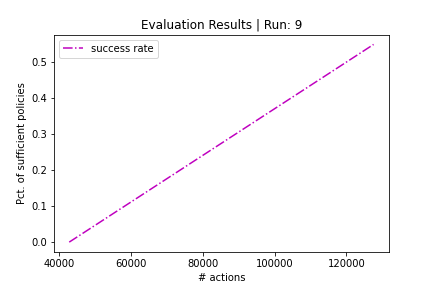 Evaluation Results | Run: 9
success rate
Pct. of sufficient policies
0.5
0.4
0.3
0.2
0.1
0.0
40000 60000 80000 100000 120000
# actions